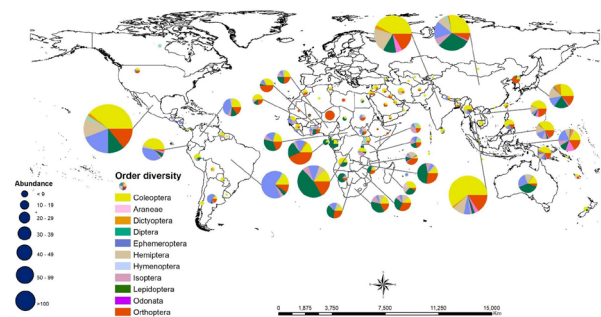 Abundance
< 9
10 - 19
20 - 29
30 - 39
40 - 49
50 - 99
>100
Order diversity
Coleoptera
Araneae
Dictyoptera
Diptera
Ephemeroptera
Hemiptera
Hymenoptera
Isoptera
Lepidoptera
Odonata
Orthoptera
0 1,875 3,750 7,500 11,250 15,000
Km